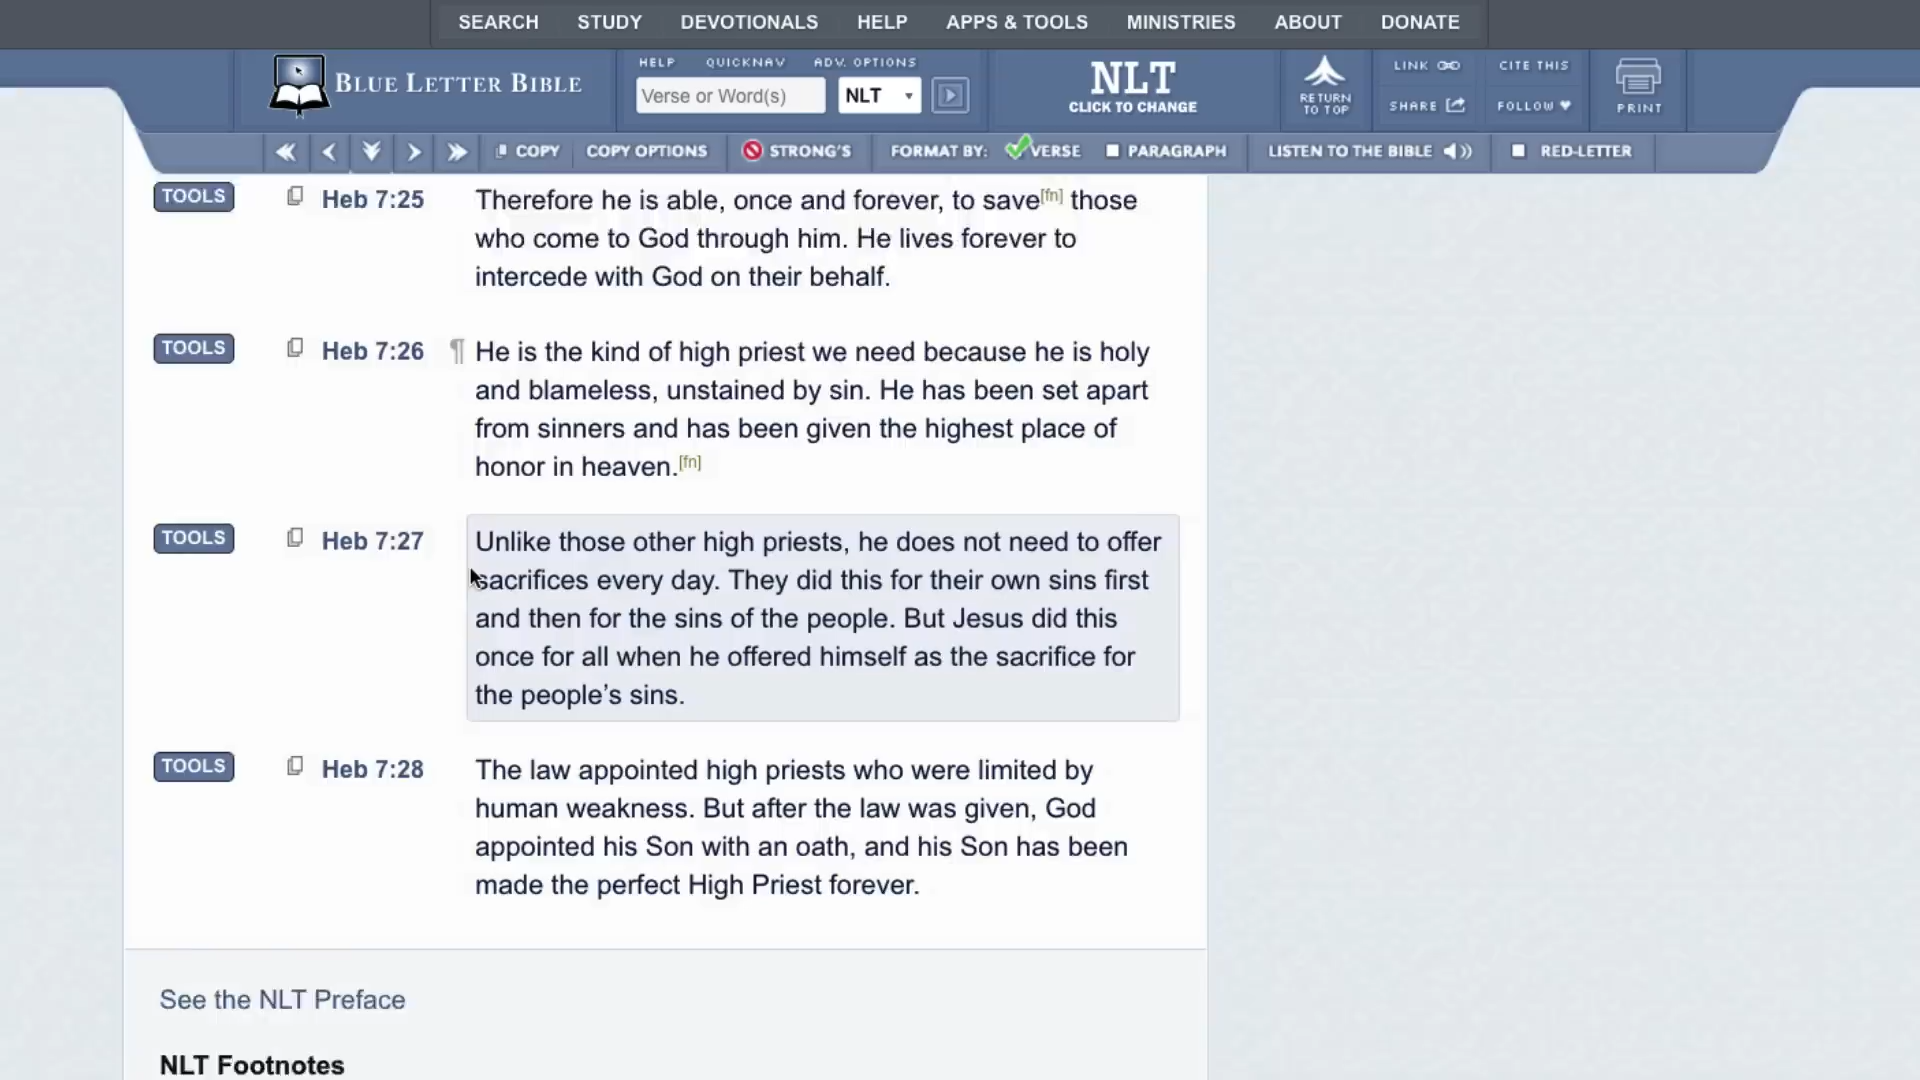 SEARCH STUDY DEVOTIONALS HELP APPS & TOOLS MINISTRIES ABOUT DONATE
BLUE LETTER BIBLE
HELP QUICKNAV ADV. OPTIONS
Verse or Word(s) NLT
NLT
CLICK TO CHANGE
RETURN
TO TOP
LINK
SHARE
CITE THIS
FOLLOW
PRINT
COPY COPY OPTIONS STRONG'S FORMAT BY: VERSE PARAGRAPH LISTEN TO THE BIBLE RED-LETTER
TOOLS Heb 7:25 Therefore he is able, once and forever, to save[fn] those
who come to God through him. He lives forever to
intercede with God on their behalf.
TOOLS Heb 7:26 ¶ He is the kind of high priest we need because he is holy
and blameless, unstained by sin. He has been set apart
from sinners and has been given the highest place of
honor in heaven.[fn]
TOOLS Heb 7:27 Unlike those other high priests, he does not need to offer
sacrifices every day. They did this for their own sins first
and then for the sins of the people. But Jesus did this
once for all when he offered himself as the sacrifice for
the people’s sins.
TOOLS Heb 7:28 The law appointed high priests who were limited by
human weakness. But after the law was given, God
appointed his Son with an oath, and his Son has been
made the perfect High Priest forever.
See the NLT Preface
NLT Footnotes